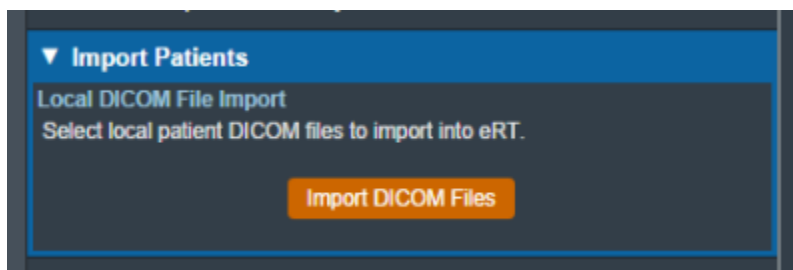 ▼ Import Patients
Local DICOM File Import
Select local patient DICOM files to import into eRT.
Import DICOM Files